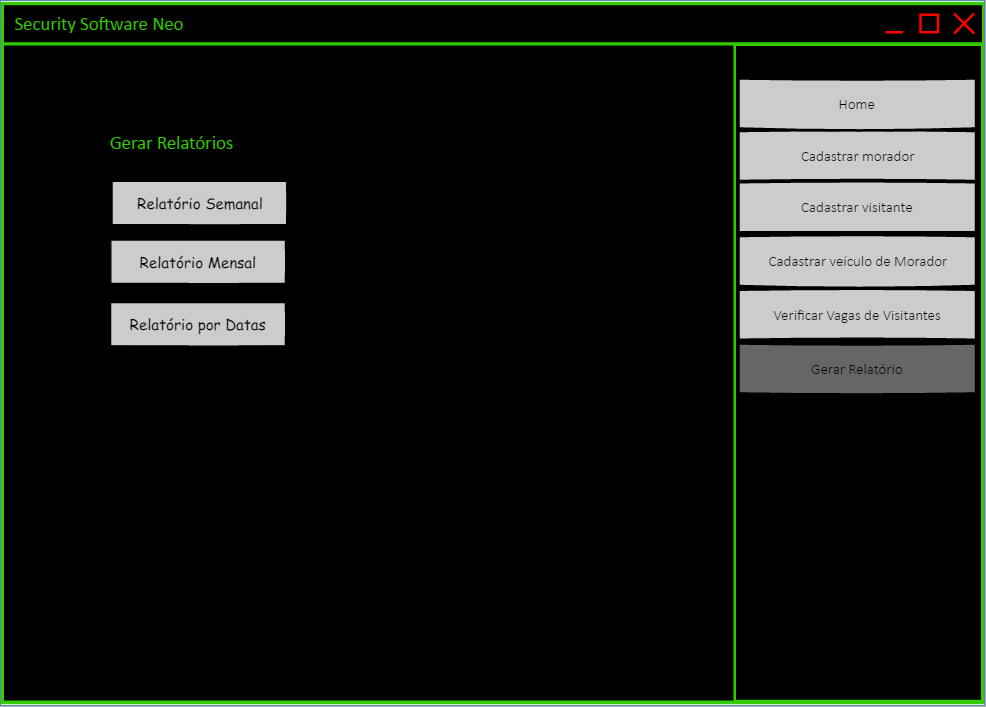 Security Software Neo
Gerar Relatórios
Relatório Semanal
Relatório Mensal
Relatório por Datas
Home
Cadastrar morador
Cadastrar visitante
Cadastrar veículo de Morador
Verificar Vagas de Visitantes
Gerar Relatório